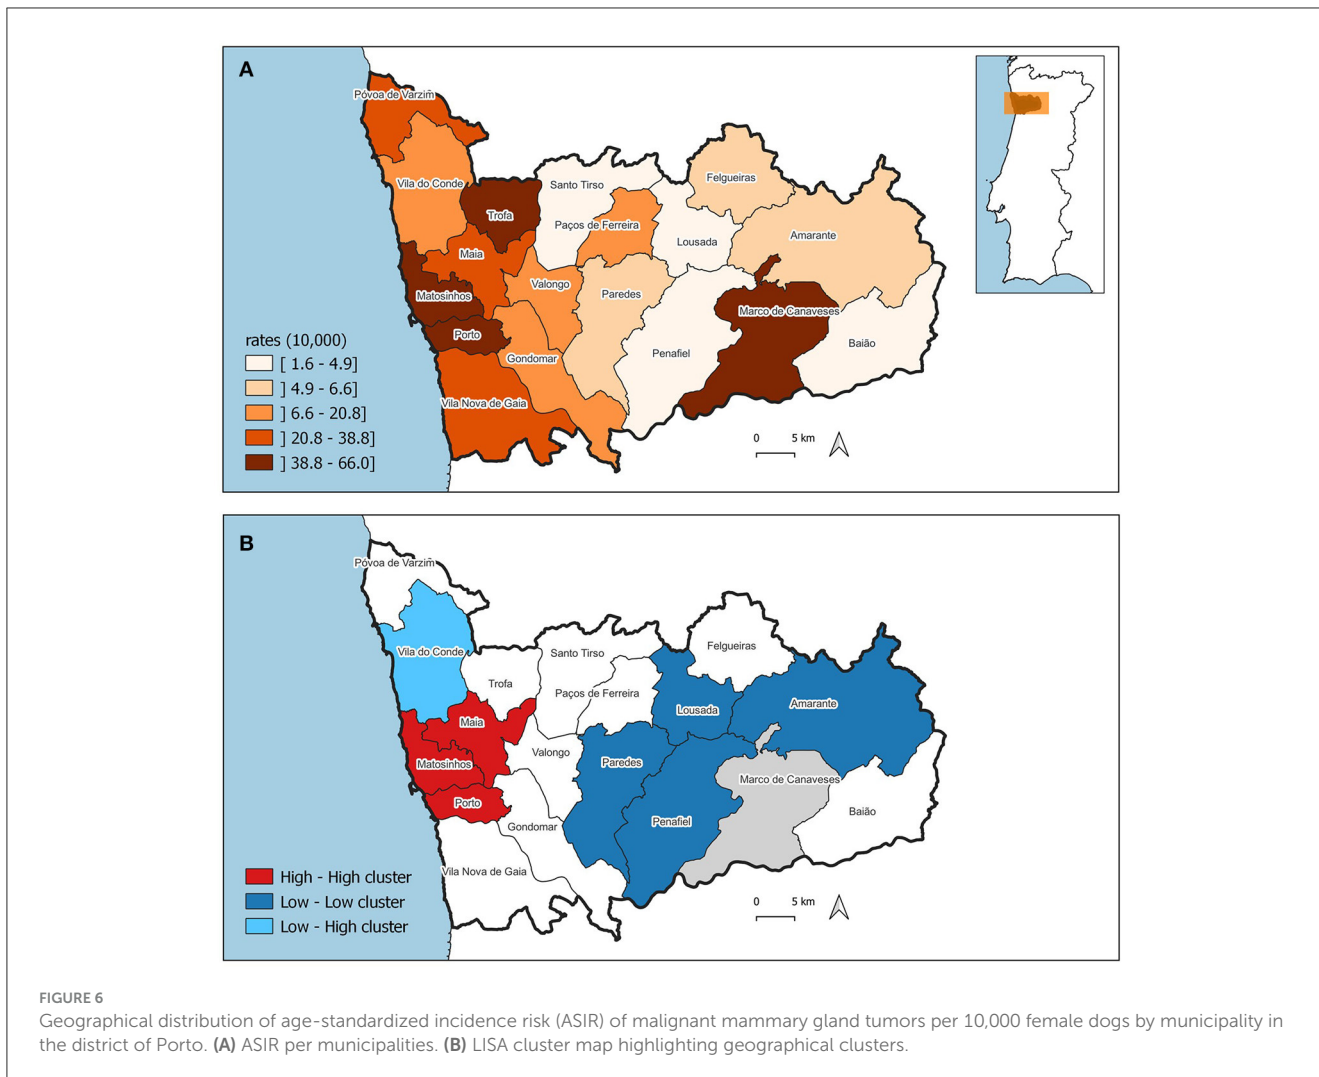 A
Póvoa de Varzim
Vila do Conde
Trofa
Santo Tirso
Paços de Ferreira
Felgueiras
Lousada
Amarante
Maia
Valongo
Paredes
Matosinhos
Marco de Canaveses
Porto
Gondomar
Penafiel
Baião
Vila Nova de Gaia
rates (10,000)
[ 1.6 - 4.9]
] 4.9 - 6.6]
] 6.6 - 20.8]
] 20.8 - 38.8]
] 38.8 - 66.0]
0 5 km
B
Póvoa de Varzim
Vila do Conde
Trofa
Santo Tirso
Paços de Ferreira
Felgueiras
Lousada
Amarante
Maia
Valongo
Paredes
Matosinhos
Marco de Canaveses
Porto
Gondomar
Penafiel
Baião
Vila Nova de Gaia
High - High cluster
Low - Low cluster
Low - High cluster
0 5 km
FIGURE 6
Geographical distribution of age-standardized incidence risk (ASIR) of malignant mammary gland tumors per 10,000 female dogs by municipality in
the district of Porto. (A) ASIR per municipalities. (B) LISA cluster map highlighting geographical clusters.